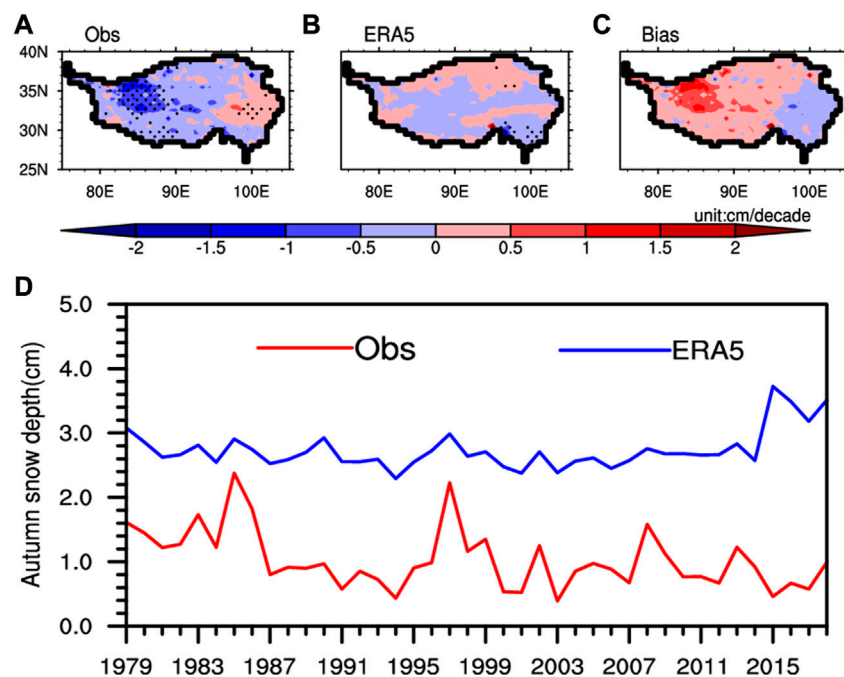 A Obs B ERA5 C Bias
40N
35N
30N
25N
80E 90E 100E 80E 90E 100E 80E 90E 100E
unit:cm/decade
-2 -1.5 -1 -0.5 0 0.5 1 1.5 2
D
Autumn snow depth(cm)
5.0
4.0
3.0
2.0
1.0
0.0
Obs ERA5
1979 1983 1987 1991 1995 1999 2003 2007 2011 2015